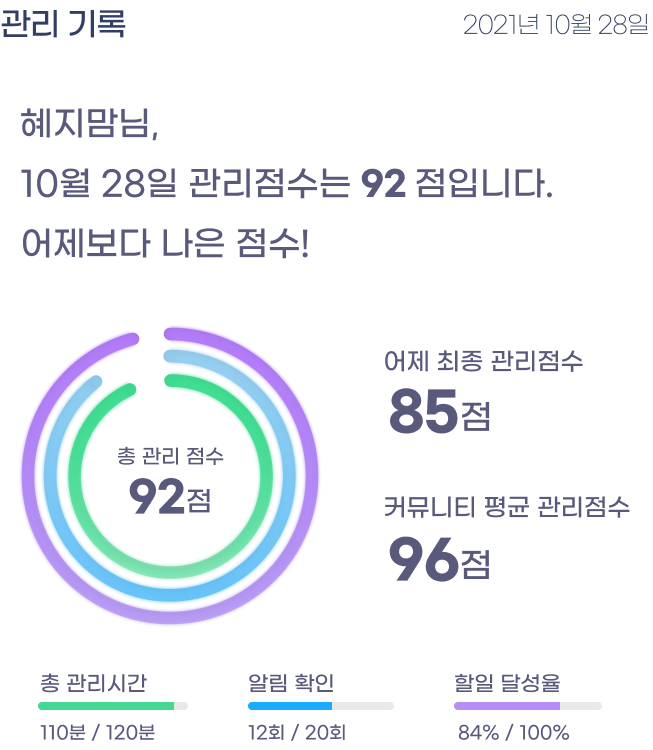 관리 기록
2021년 10월 28일
혜지맘님,
10월 28일 관리점수는 92 점입니다.
어제보다 나은 점수!
어제 최종 관리점수
85점
총 관리 점수
92점
커뮤니티 평균 관리점수
96점
총 관리시간
110분 / 120분
알림 확인
12회 / 20회
할일 달성율
84% / 100%